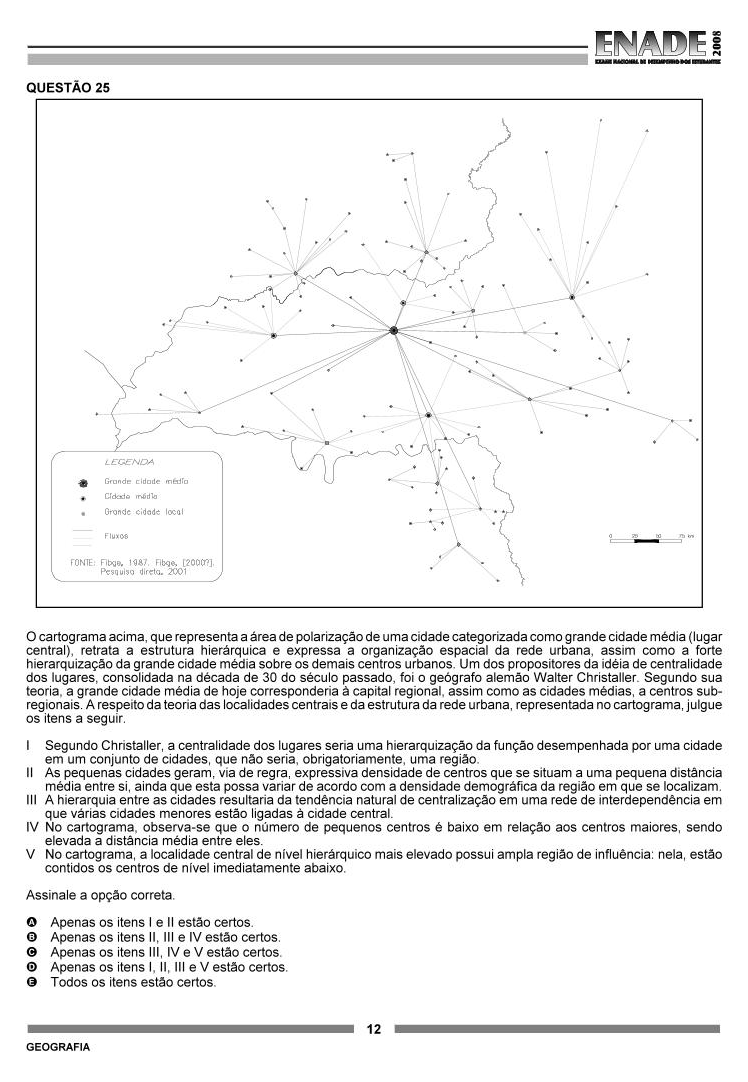 ENADE 2008
EXAME NACIONAL DE DESEMPENHO DOS ESTUDANTES
QUESTÃO 25
LEGENDA
Grande cidade média
Cidade média
Grande cidade local
Fluxos
FONTE: Fibge, 1987. Fibge, [2000?].
Pesquisa direta, 2001
0 25 50 75 km
O cartograma acima, que representa a área de polarização de uma cidade categorizada como grande cidade média (lugar
central), retrata a estrutura hierárquica e expressa a organização espacial da rede urbana, assim como a forte
hierarquização da grande cidade média sobre os demais centros urbanos. Um dos propositores da idéia de centralidade
dos lugares, consolidada na década de 30 do século passado, foi o geógrafo alemão Walter Christaller. Segundo sua
teoria, a grande cidade média de hoje corresponderia à capital regional, assim como as cidades médias, a centros sub-
regionais. A respeito da teoria das localidades centrais e da estrutura da rede urbana, representada no cartograma, julgue
os itens a seguir.
I Segundo Christaller, a centralidade dos lugares seria uma hierarquização da função desempenhada por uma cidade
em um conjunto de cidades, que não seria, obrigatoriamente, uma região.
II As pequenas cidades geram, via de regra, expressiva densidade de centros que se situam a uma pequena distância
média entre si, ainda que esta possa variar de acordo com a densidade demográfica da região em que se localizam.
III A hierarquia entre as cidades resultaria da tendência natural de centralização em uma rede de interdependência em
que várias cidades menores estão ligadas à cidade central.
IV No cartograma, observa-se que o número de pequenos centros é baixo em relação aos centros maiores, sendo
elevada a distância média entre eles.
V No cartograma, a localidade central de nível hierárquico mais elevado possui ampla região de influência: nela, estão
contidos os centros de nível imediatamente abaixo.
Assinale a opção correta.
A Apenas os itens I e II estão certos.
B Apenas os itens II, III e IV estão certos.
C Apenas os itens III, IV e V estão certos.
D Apenas os itens I, II, III e V estão certos.
E Todos os itens estão certos.
12
GEOGRAFIA